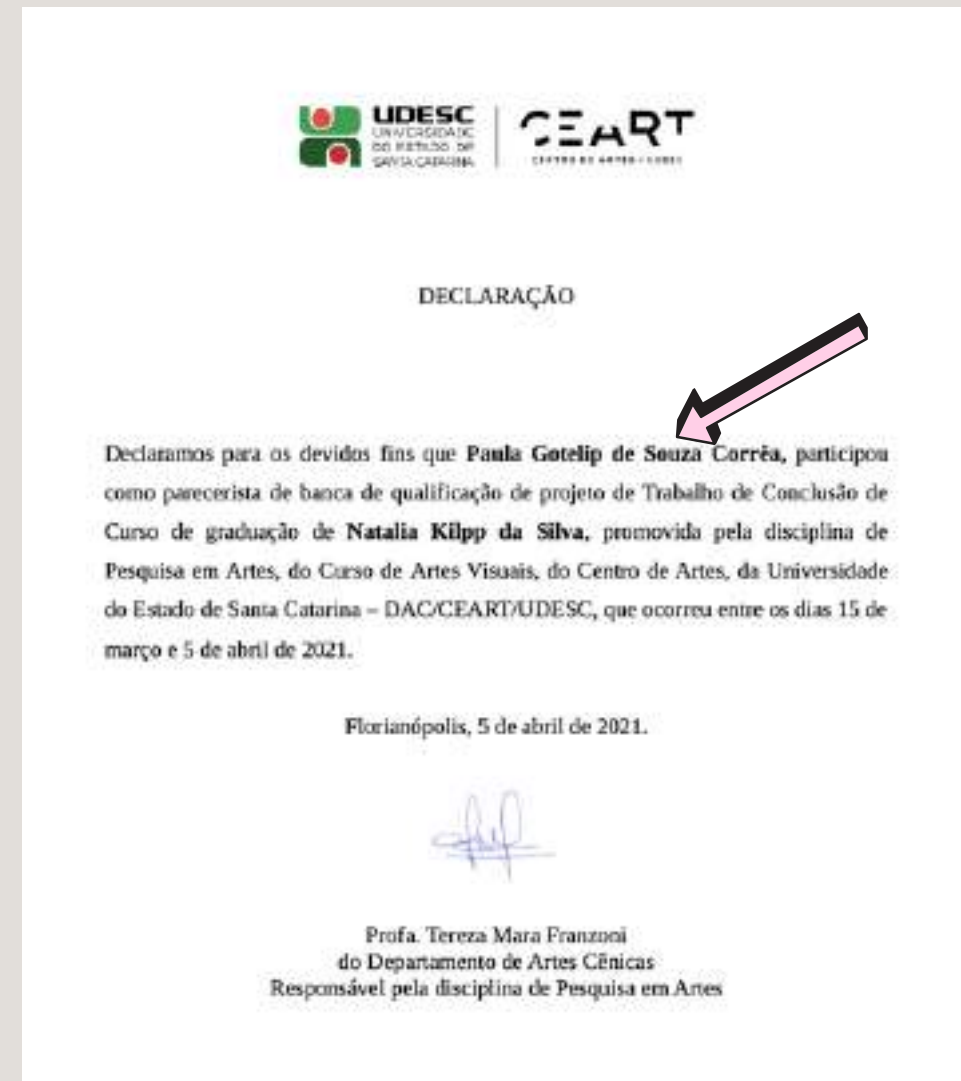 UDESC
UNIVERSIDADE
DO ESTADO DE
SANTA CATARINA
CEART
CENTRO DE ARTES • UDESC
DECLARAÇÃO
Declaramos para os devidos fins que Paula Gotelip de Souza Corrêa, participou
como parecerista de banca de qualificação de projeto de Trabalho de Conclusão de
Curso de graduação de Natalia Kilpp da Silva, promovida pela disciplina de
Pesquisa em Artes, do Curso de Artes Visuais, do Centro de Artes, da Universidade
do Estado de Santa Catarina – DAC/CEART/UDESC, que ocorreu entre os dias 15 de
março e 5 de abril de 2021.
Florianópolis, 5 de abril de 2021.
Profa. Tereza Mara Franzoni
do Departamento de Artes Cênicas
Responsável pela disciplina de Pesquisa em Artes